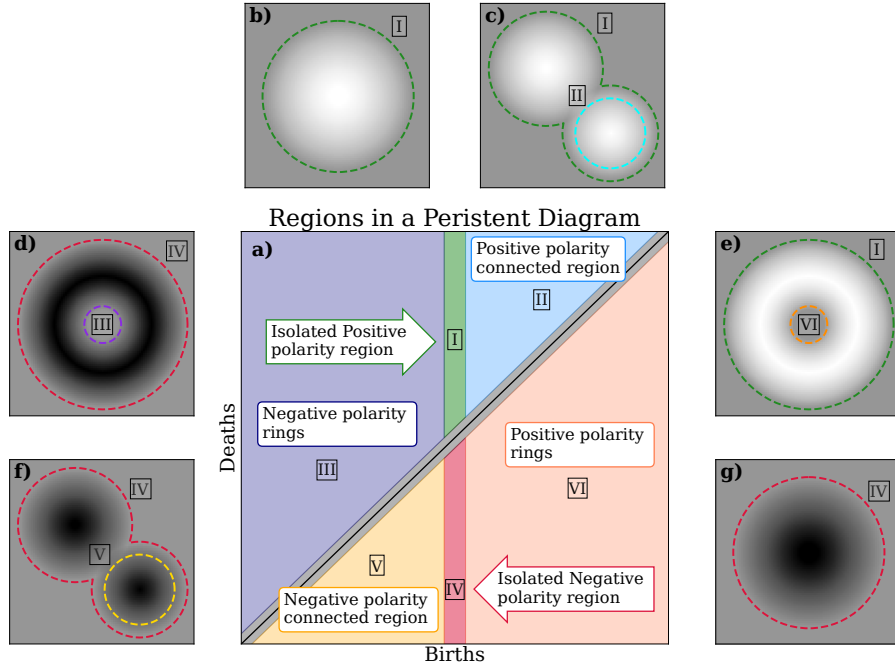 b)
I
c)
I
II
Regions in a Peristent Diagram
d)
IV
III
a)
Positive polarity
connected region
II
Isolated Positive
polarity region
I
e)
I
VI
Deaths
Negative polarity
rings
III
Positive polarity
rings
VI
f)
IV
V
V
Negative polarity
connected region
IV
Isolated Negative
polarity region
g)
IV
Births